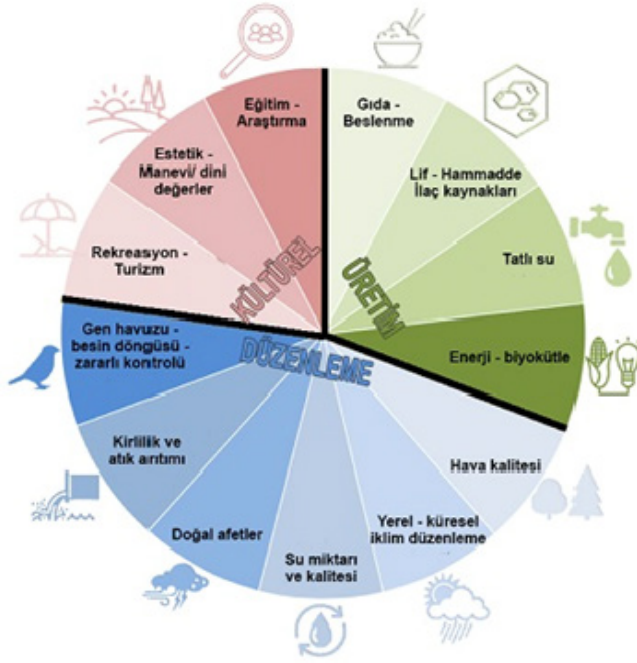 Eğitim -
Araştırma
Gıda -
Beslenme
Estetik -
Manevi/ dini
değerler
Lif - Hammadde
İlaç kaynakları
Rekreasyon -
Turizm
Tatlı su
KÜLTÜREL
ÜRETİM
DÜZENLEME
Gen havuzu -
besin döngüsü -
zararlı kontrolü
Enerji - biyokütle
Kirlilik ve
atık arıtımı
Hava kalitesi
Doğal afetler
Su miktarı
ve kalitesi
Yerel - küresel
iklim düzenleme